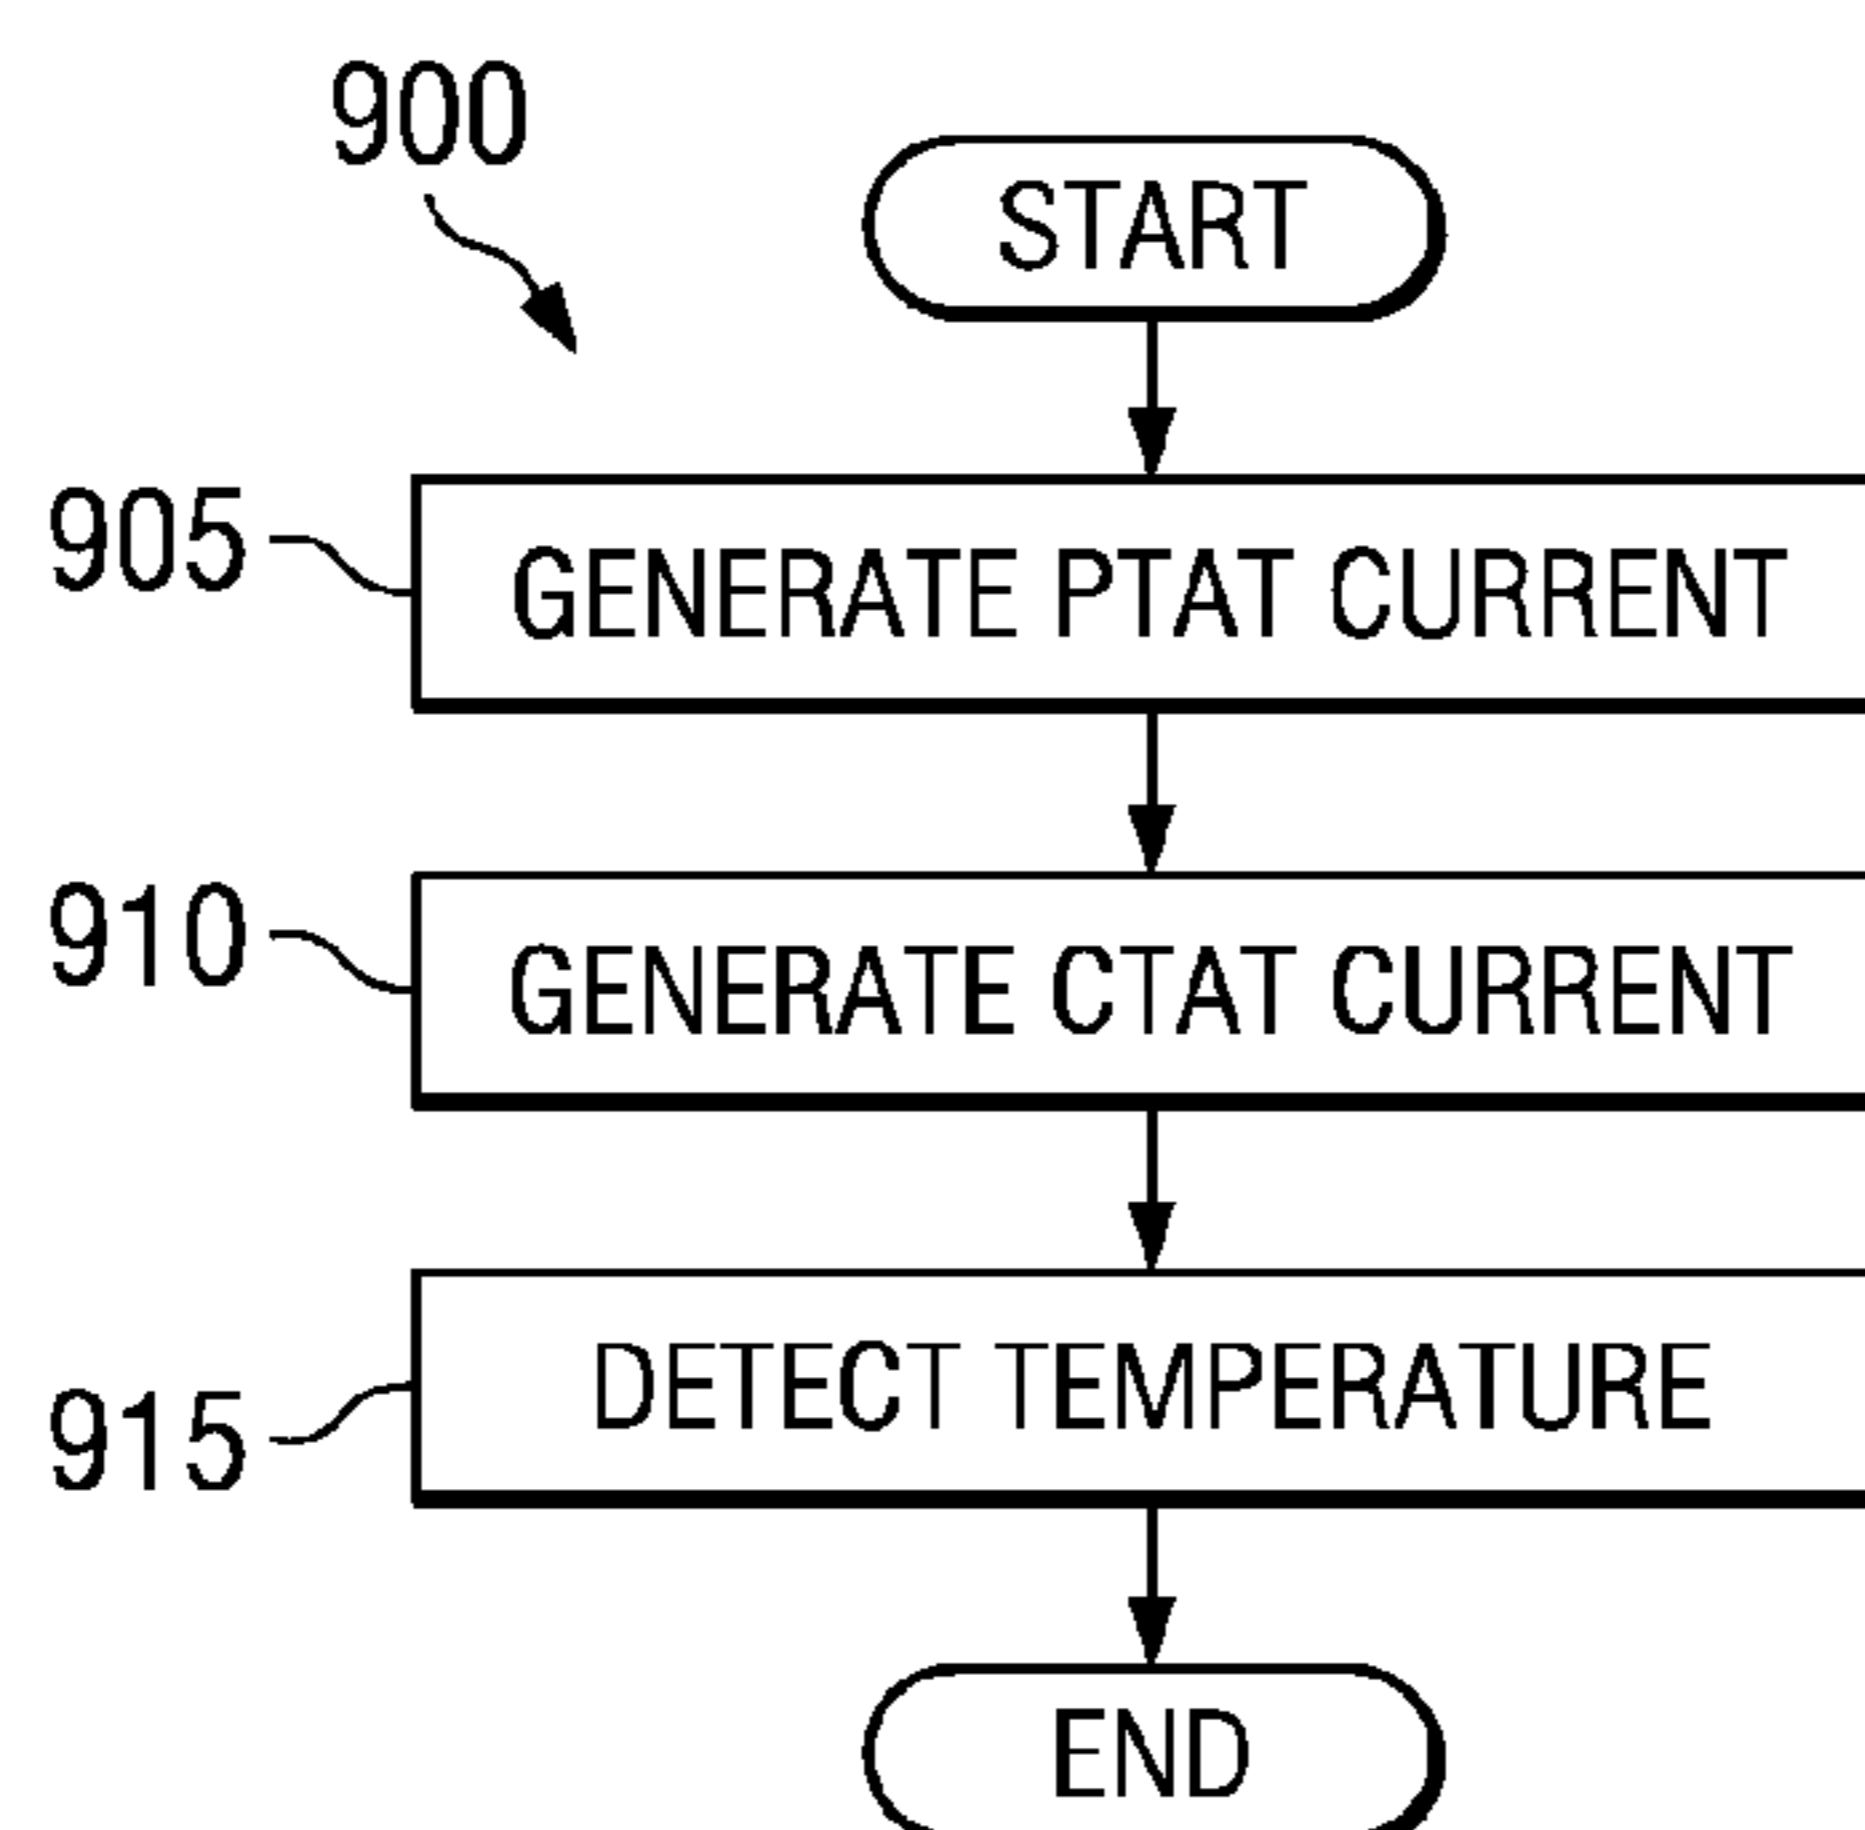 900
START
905
GENERATE PTAT CURRENT
910
GENERATE CTAT CURRENT
915
DETECT TEMPERATURE
END